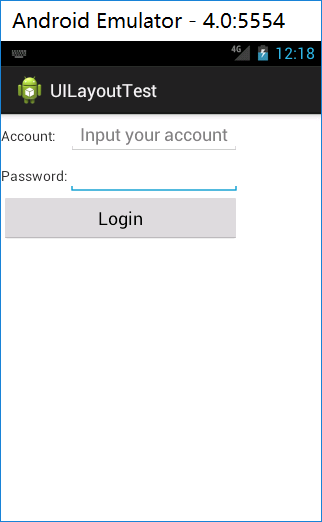 Android Emulator - 4.0:5554
4G 12:18
UILayoutTest
Account: Input your account
Password:
Login